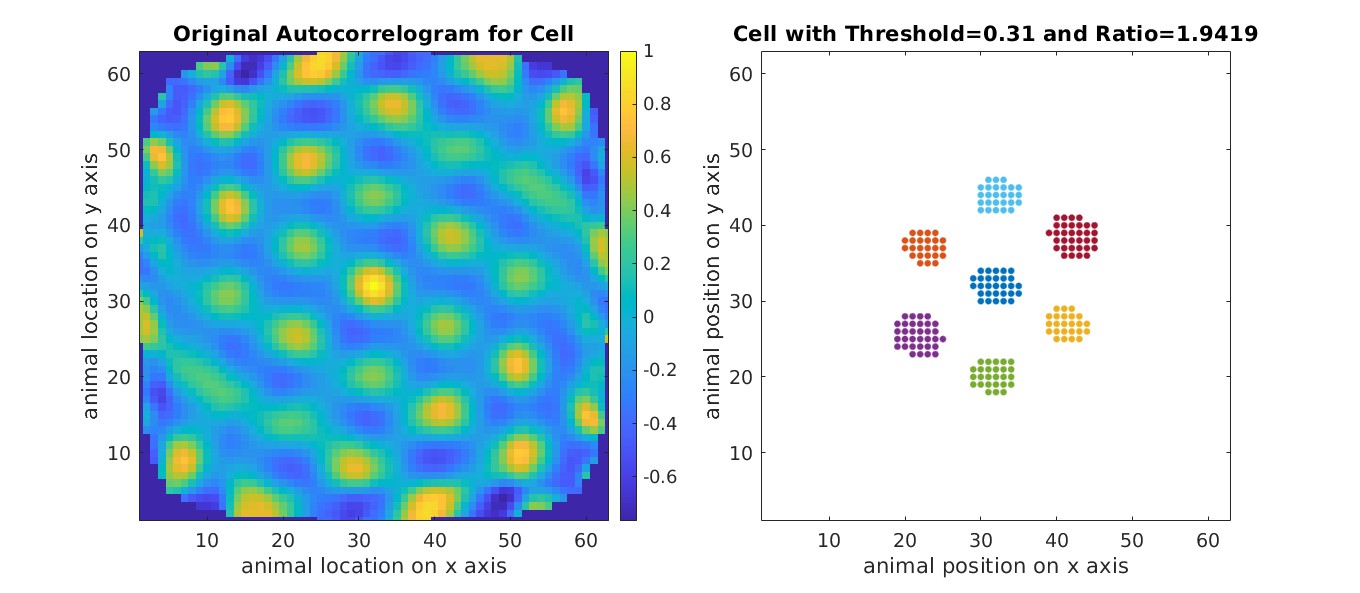 Original Autocorrelogram for Cell
animal location on y axis
60
50
40
30
20
10
10 20 30 40 50 60
animal location on x axis
1
0.8
0.6
0.4
0.2
0
-0.2
-0.4
-0.6
Cell with Threshold=0.31 and Ratio=1.9419
animal position on y axis
60
50
40
30
20
10
10 20 30 40 50 60
animal position on x axis